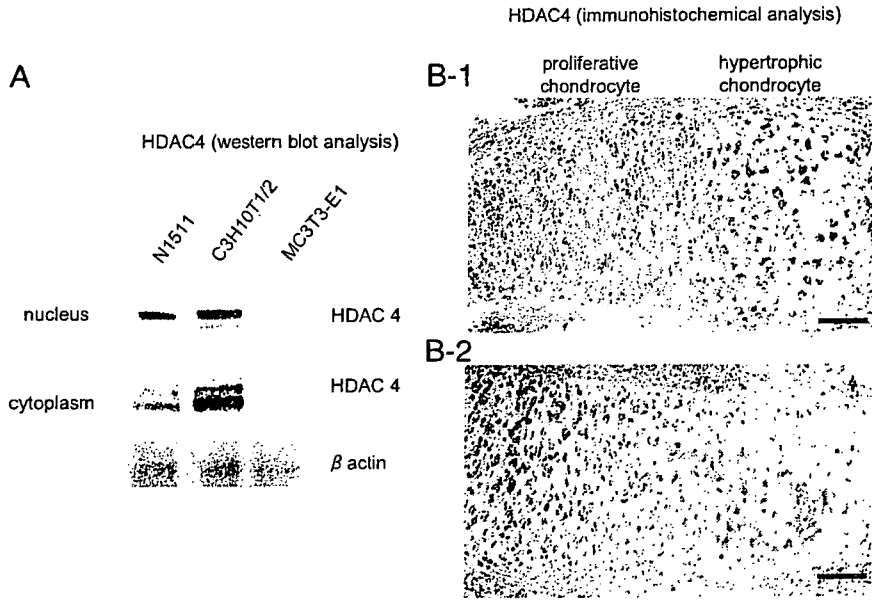 HDAC4 (immunohistochemical analysis)
A
B-1
proliferative
chondrocyte
hypertrophic
chondrocyte
HDAC4 (western blot analysis)
N1511
C3H10T1/2
MC3T3-E1
nucleus
HDAC 4
B-2
cytoplasm
HDAC 4
β actin